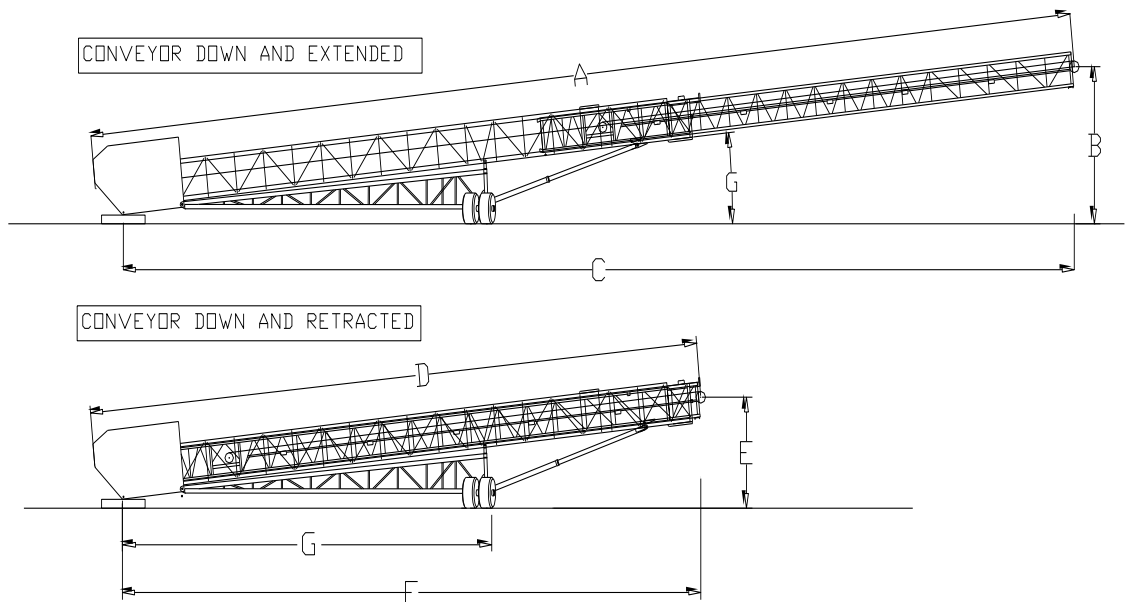 CONVEYOR DOWN AND EXTENDED
A
B
G
C
CONVEYOR DOWN AND RETRACTED
D
E
G
F